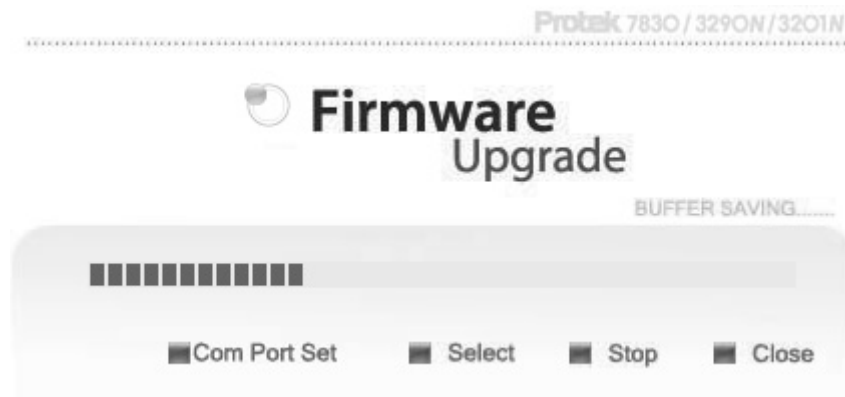 Protek 7830 / 3290N / 3201N
Firmware
Upgrade
BUFFER SAVING.......
Com Port Set Select Stop Close